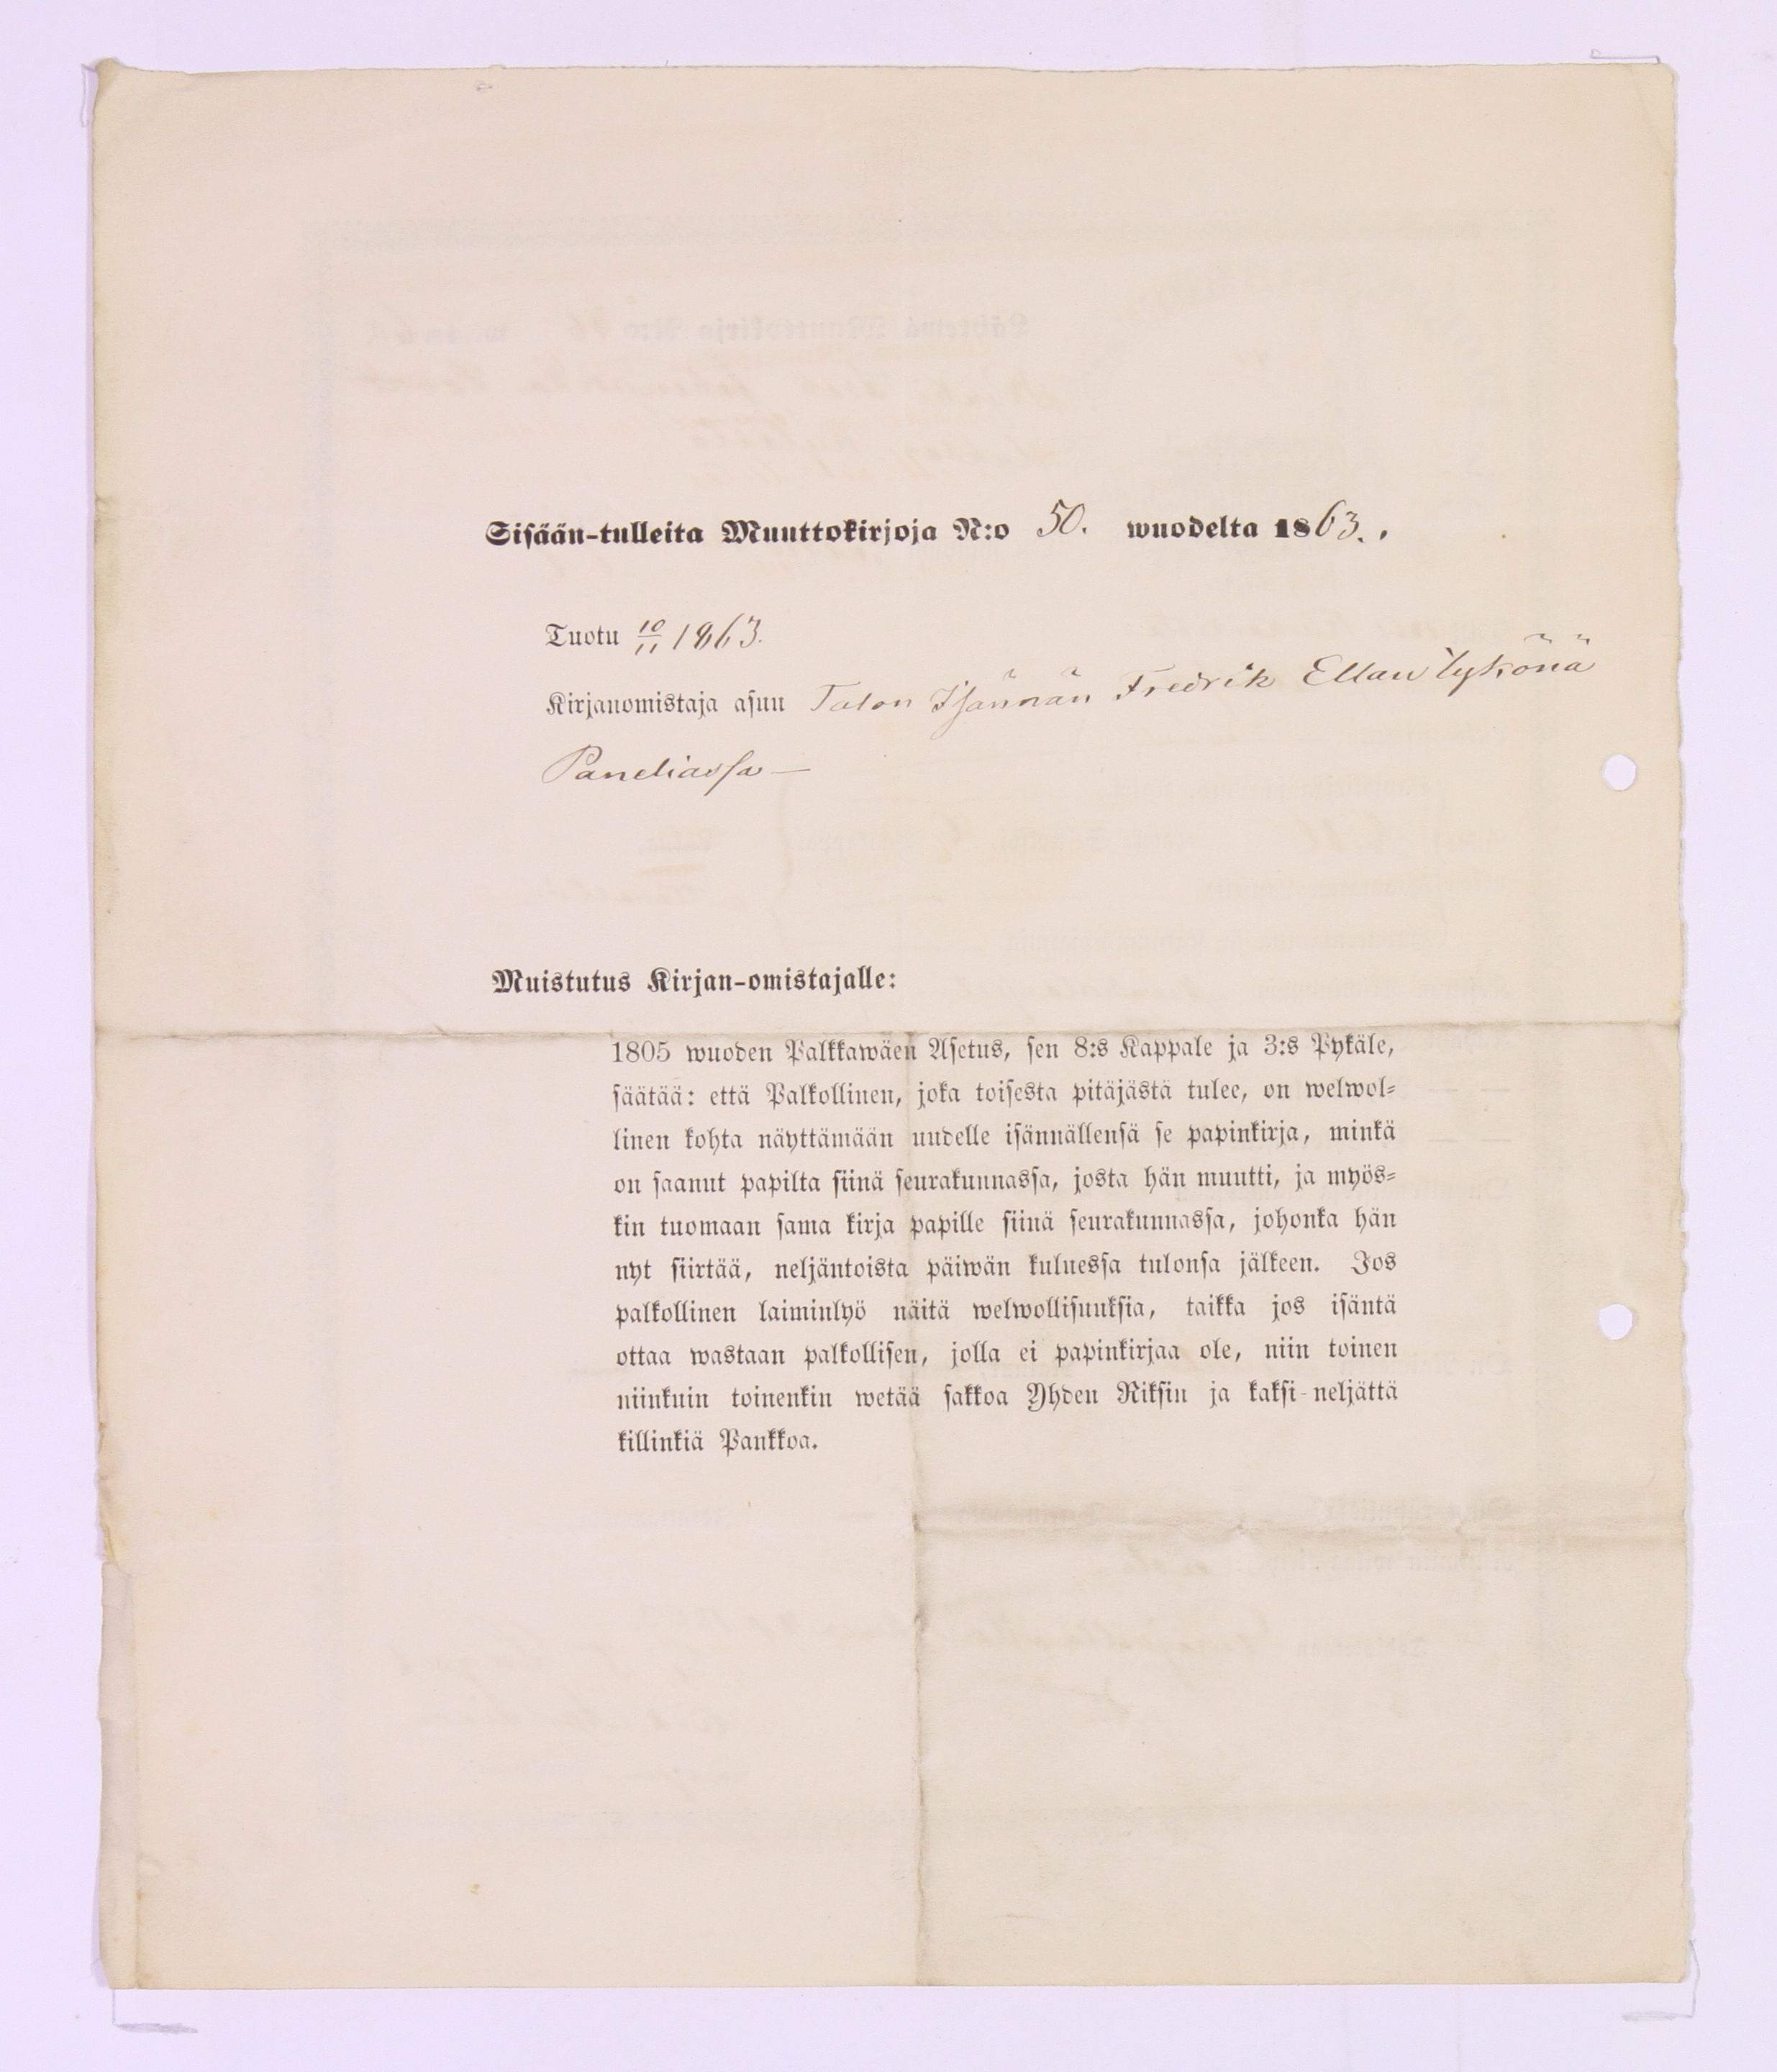 Sisään-tulleita Muuttokirjoja N:o 50. wuodelta 1863.
Tuotu 10/11 1863.
Kirjanomistaja asuu Talon Isännän Fredrik Ellan tykönä
Paneliassa —
Muistutus Kirjan-omistajalle:
1805 wuoden Palkkawäen Asetus, sen 8:s Kappale ja 3:s Pykäle,
säätää: että Palkollinen, joka toisesta pitäjästä tulee, on welwol-
linen kohta näyttämään uudelle isännällensä se papinkirja, minkä
on saanut papilta siinä seurakunnassa, josta hän muutti, ja myös-
kin tuomaan sama kirja papille siinä seurakunnassa, johonka hän
nyt siirtää, neljäntoista päiwän kuluessa tulonsa jälkeen. Jos
palkollinen laiminlyö näitä welwollisuuksia, taikka jos isäntä
ottaa wastaan palkollisen, jolla ei papinkirjaa ole, niin toinen
niinkuin toinenkin wetää sakkoa Yhden Riksin ja kaksi-neljättä
killinkiä Pankkoa.